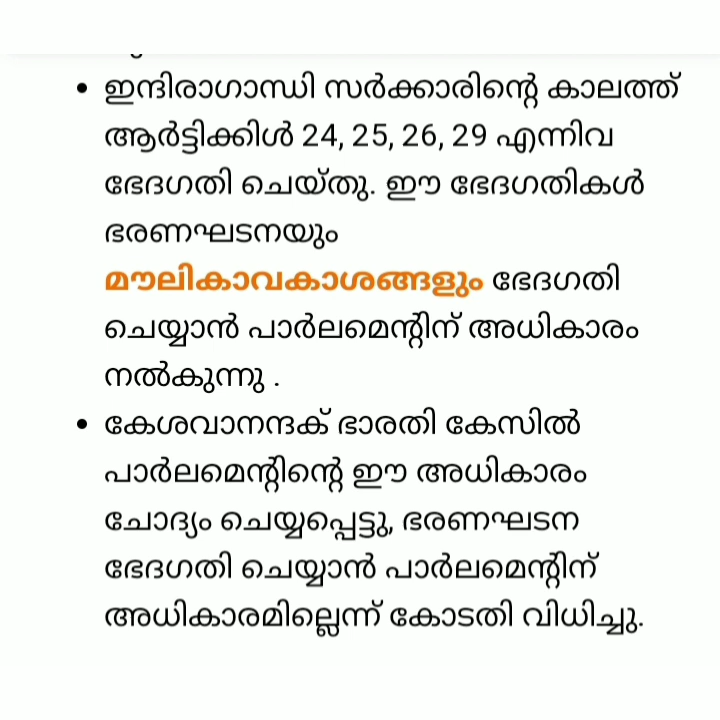 • ഇന്ദിരാഗാന്ധി സർക്കാരിന്റെ കാലത്ത്
ആർട്ടിക്കിൾ 24, 25, 26, 29 എന്നിവ
ഭേദഗതി ചെയ്തു. ഈ ഭേദഗതികൾ
ഭരണഘടനയും
മൗലികാവകാശങ്ങളും ഭേദഗതി
ചെയ്യാൻ പാർലമെന്റിന് അധികാരം
നൽകുന്നു .
• കേശവാനന്ദക് ഭാരതി കേസിൽ
പാർലമെന്റിന്റെ ഈ അധികാരം
ചോദ്യം ചെയ്യപ്പെട്ടു, ഭരണഘടന
ഭേദഗതി ചെയ്യാൻ പാർലമെന്റിന്
അധികാരമില്ലെന്ന് കോടതി വിധിച്ചു.